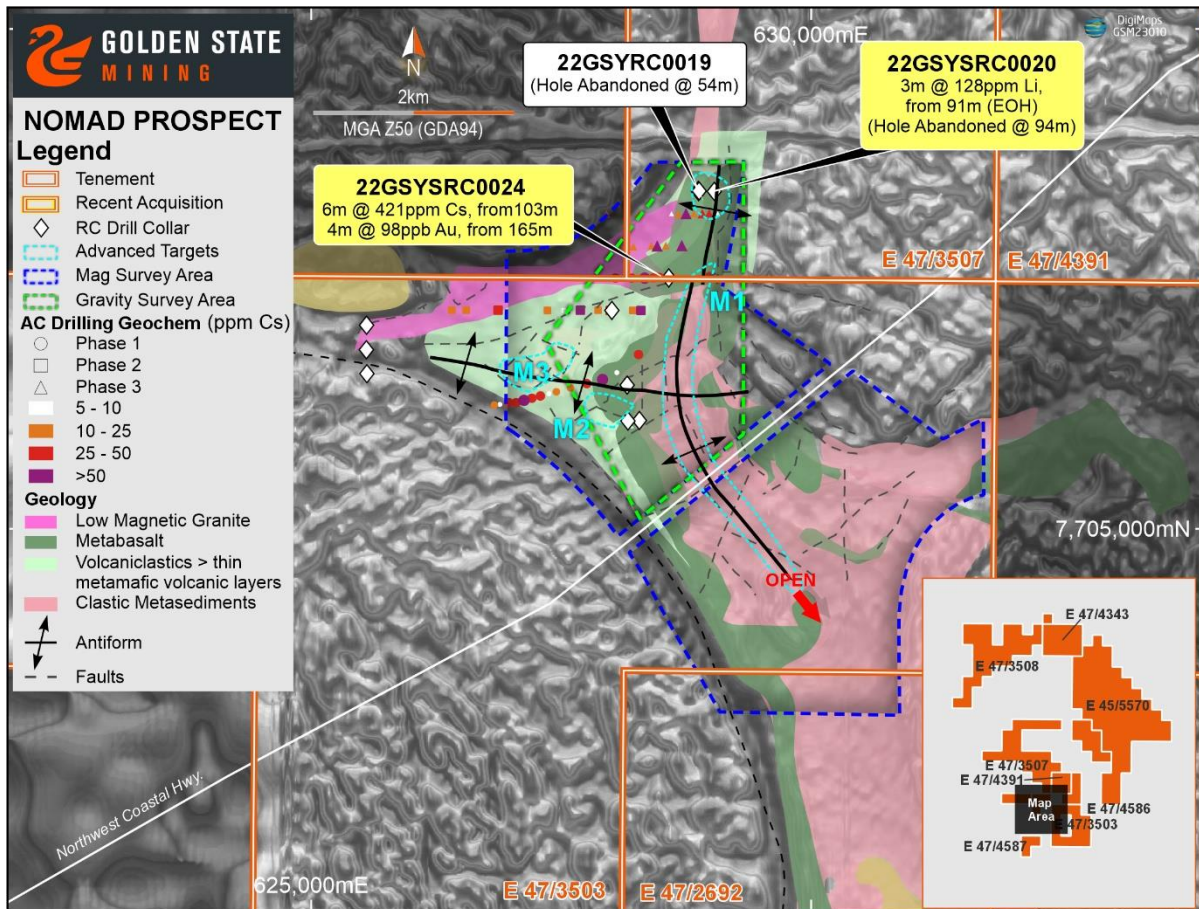 GOLDEN STATE
MINING
NOMAD PROSPECT
Legend
Tenement
Recent Acquisition
RC Drill Collar
Advanced Targets
Mag Survey Area
Gravity Survey Area
AC Drilling Geochem (ppm Cs)
Phase 1
Phase 2
Phase 3
5 - 10
10 - 25
25 - 50
>50
Geology
Low Magnetic Granite
Metabasalt
Volcaniclastics > thin
metamafic volcanic layers
Clastic Metasediments
Antiform
Faults
N
2km
MGA Z50 (GDA94)
630,000mE
DigiMaps
GSM23010
22GSYRC0019
(Hole Abandoned @ 54m)
22GSYSRC0020
3m @ 128ppm Li,
from 91m (EOH)
(Hole Abandoned @ 94m)
22GSYSRC0024
6m @ 421ppm Cs, from103m
4m @ 98ppb Au, from 165m
E 47/3507
E 47/4391
M1
M3
M2
7,705,000mN
OPEN
Northwest Coastal Hwy.
625,000mE
E 47/3503
E 47/2692
E 47/4343
E 47/3508
E 45/5570
E 47/3507
E 47/4391
Map
Area
E 47/4586
E 47/3503
E 47/4587